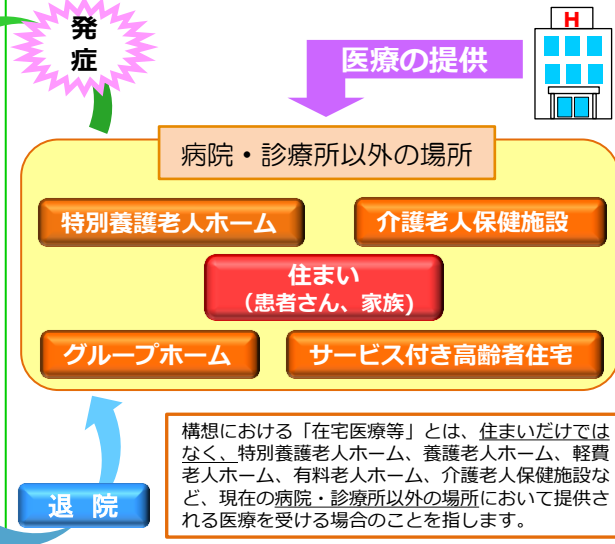 発
症
H
医療の提供
病院・診療所以外の場所
特別養護老人ホーム
介護老人保健施設
住まい
（患者さん、家族)
グループホーム
サービス付き高齢者住宅
退 院
構想における「在宅医療等」とは、住まいだけでは
なく、特別養護老人ホーム、養護老人ホーム、軽費
老人ホーム、有料老人ホーム、介護老人保健施設な
ど、現在の病院・診療所以外の場所において提供さ
れる医療を受ける場合のことを指します。